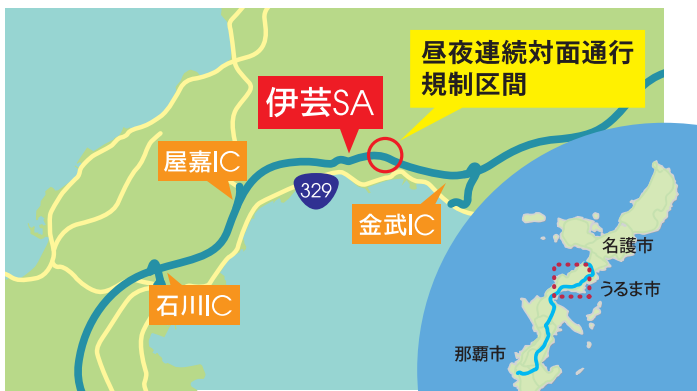 昼夜連続対面通行
規制区間
伊芸SA
屋嘉IC
329
金武IC
石川IC
名護市
うるま市
那覇市